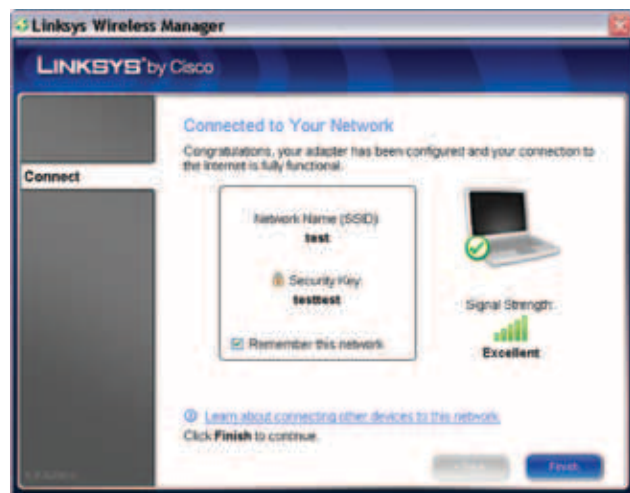 Linksys Wireless Manager
LINKSYS by Cisco
Connected to Your Network
Congratulations, your adapter has been configured and your connection to
the Internet is fully functional.
Connect
Network Name (SSID)
test
Security Key
testtest
Remember this network
Signal Strength:
Excellent
Learn about connecting other devices to this network.
Click Finish to continue.
Finish